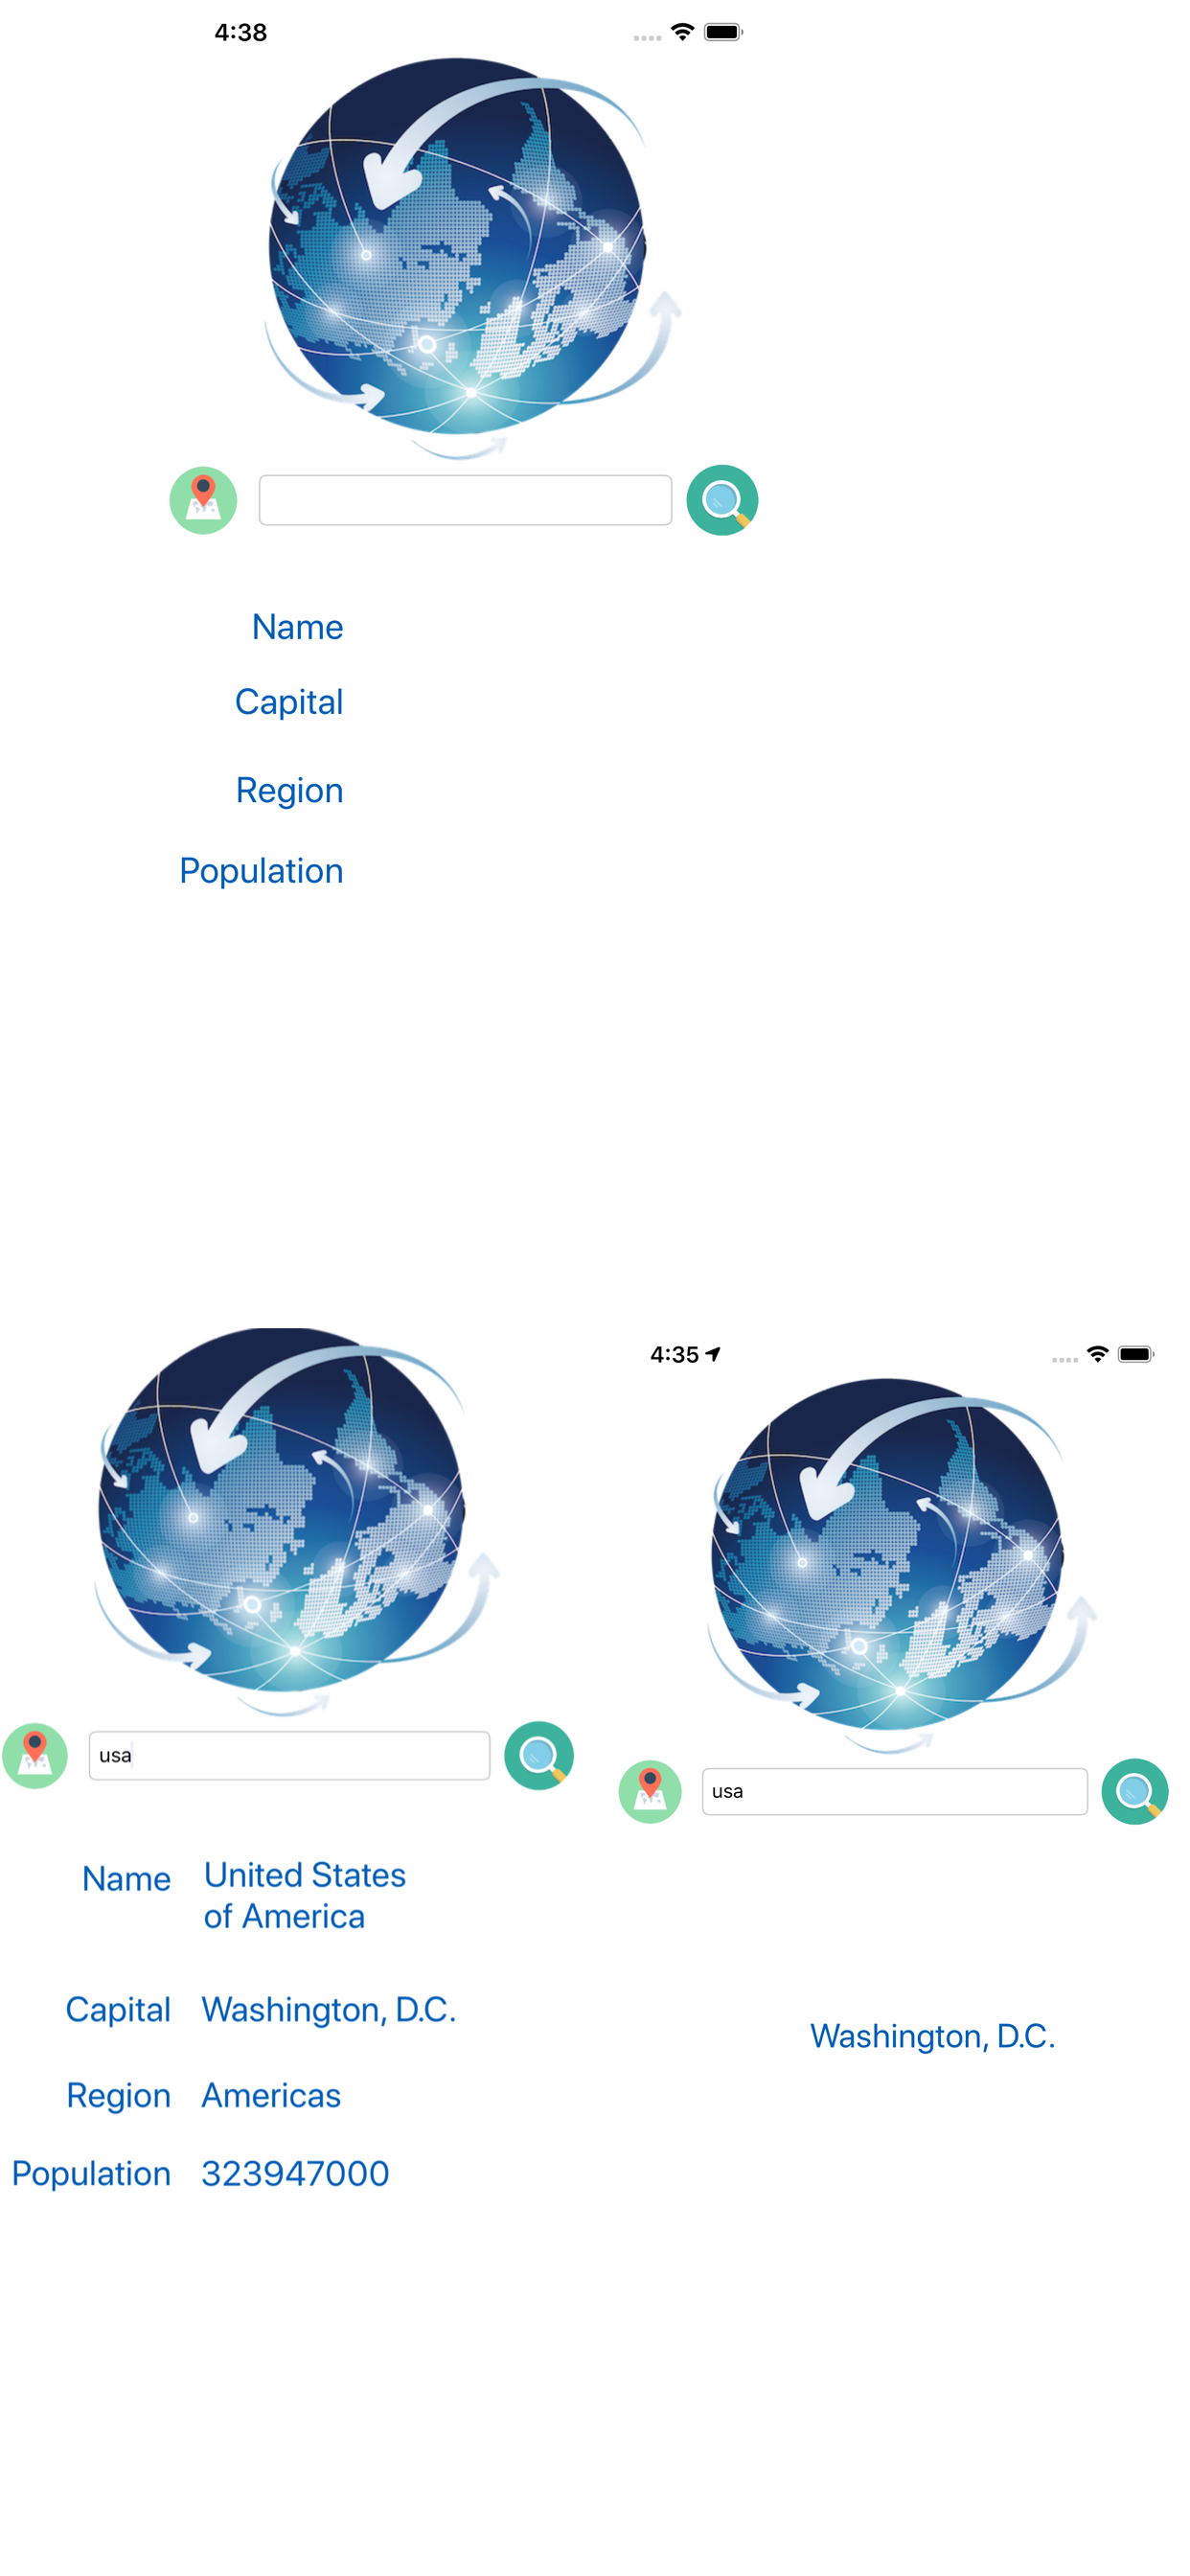 4:38
Name
Capital
Region
Population
usa
Name United States
of America
Capital Washington, D.C.
Region Americas
Population 323947000
4:35
usa
Washington, D.C.